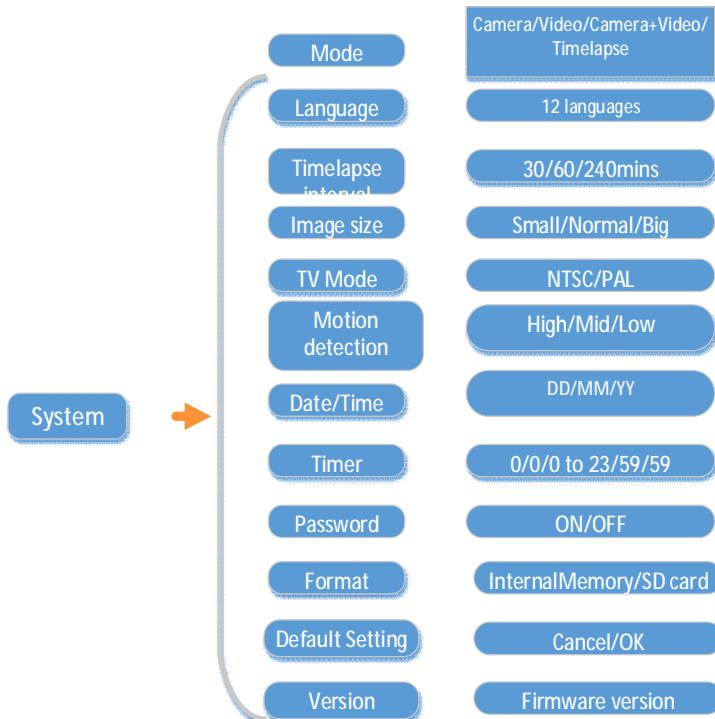 Mode
Camera/Video/Camera+Video/
Timelapse
Language
12 languages
Timelapse
interval
30/60/240mins
Image size
Small/Normal/Big
TV Mode
NTSC/PAL
Motion
detection
High/Mid/Low
Date/Time
DD/MM/YY
System
Timer
0/0/0 to 23/59/59
Password
ON/OFF
Format
InternalMemory/SD card
Default Setting
Cancel/OK
Version
Firmware version